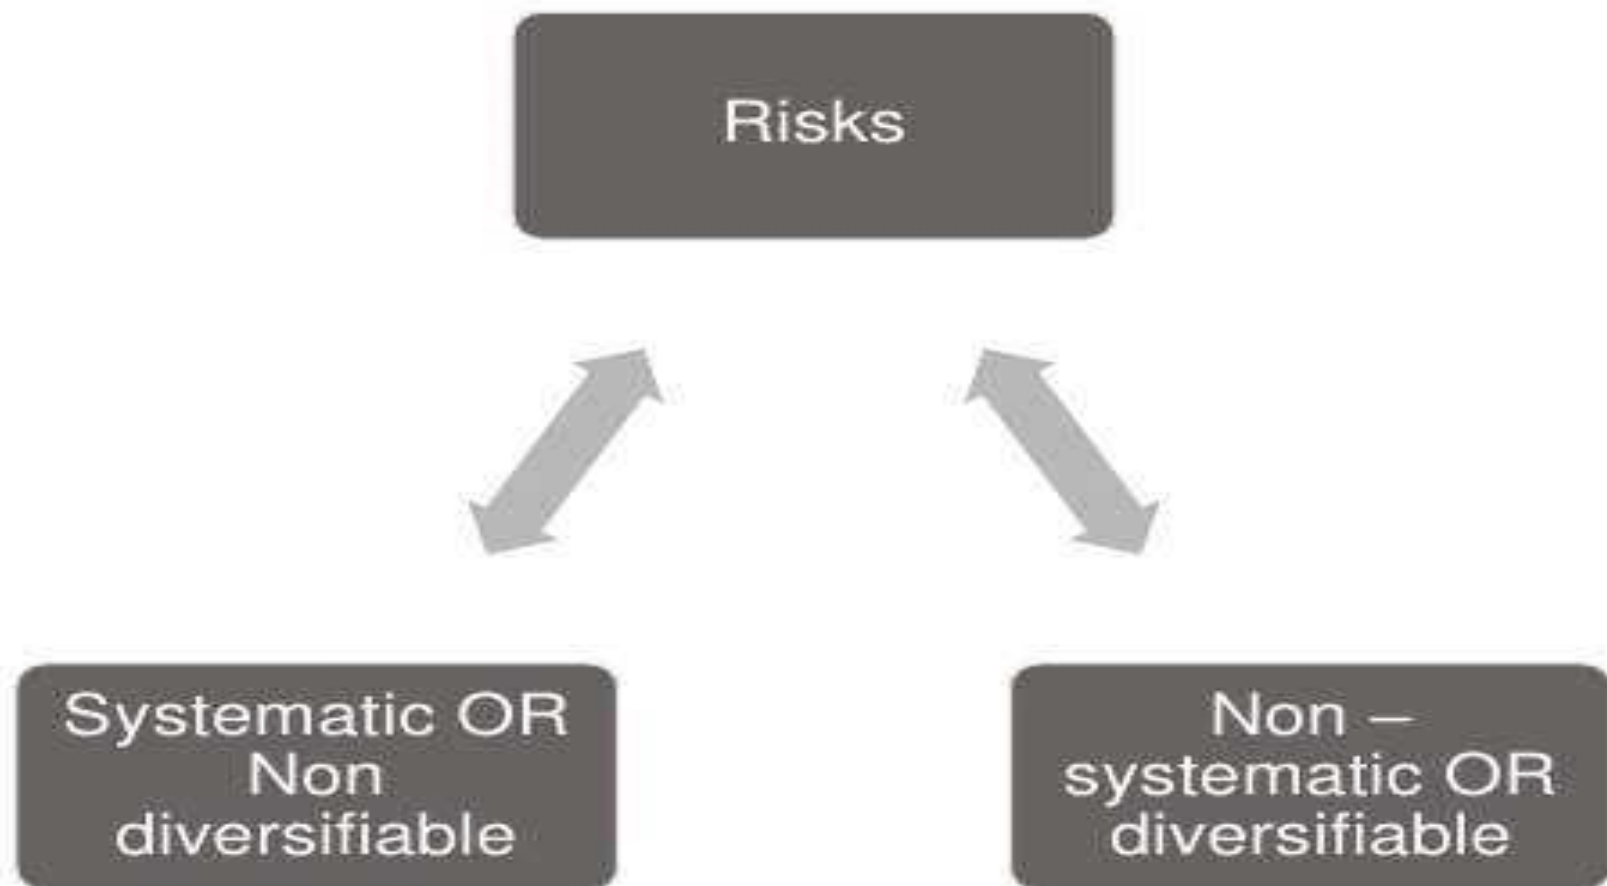 Risks
Systematic OR
Non
diversifiable
Non –
systematic OR
diversifiable